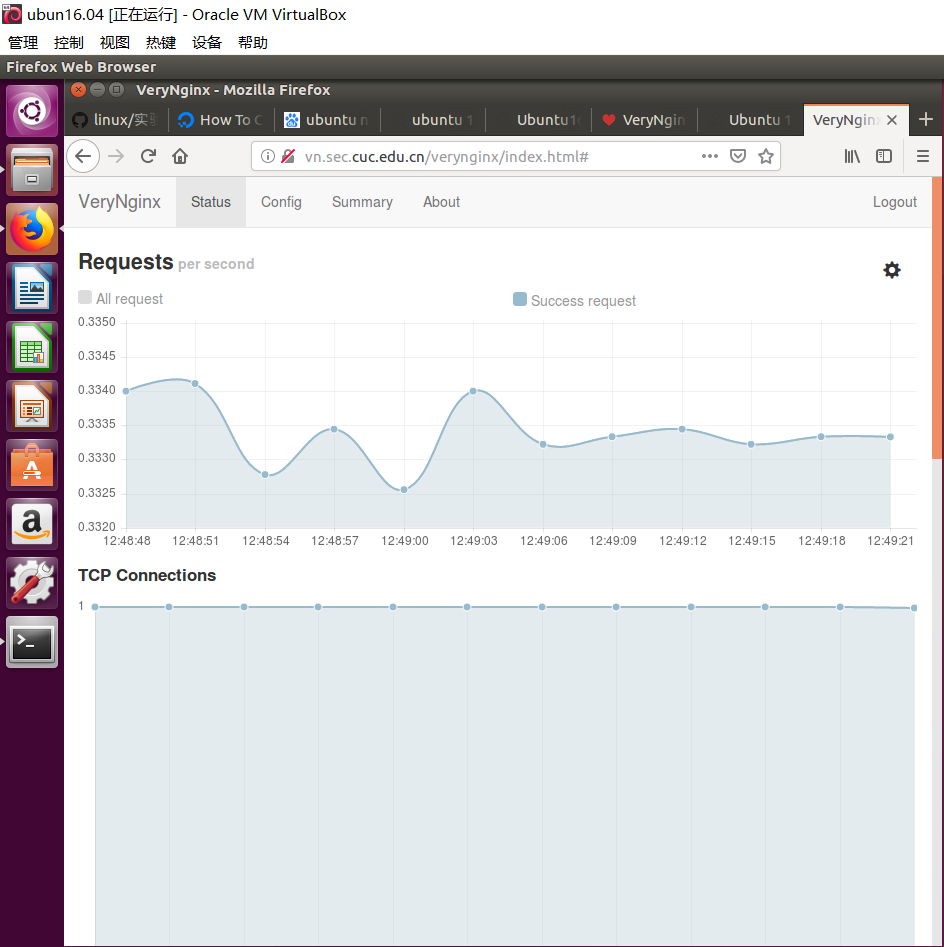 ubun16.04 [正在运行] - Oracle VM VirtualBox
管理 控制 视图 热键 设备 帮助
Firefox Web Browser
VeryNginx - Mozilla Firefox
linux/实 How To ubuntu ubuntu 1 Ubuntu1 VeryNgin Ubuntu 1 VeryNginx
vn.sec.cuc.edu.cn/verynginx/index.html#
VeryNginx Status Config Summary About Logout
Requests per second
All request Success request
0.3350
0.3345
0.3340
0.3335
0.3330
0.3325
0.3320
12:48:48 12:48:51 12:48:54 12:48:57 12:49:00 12:49:03 12:49:06 12:49:09 12:49:12 12:49:15 12:49:18 12:49:21
TCP Connections
1